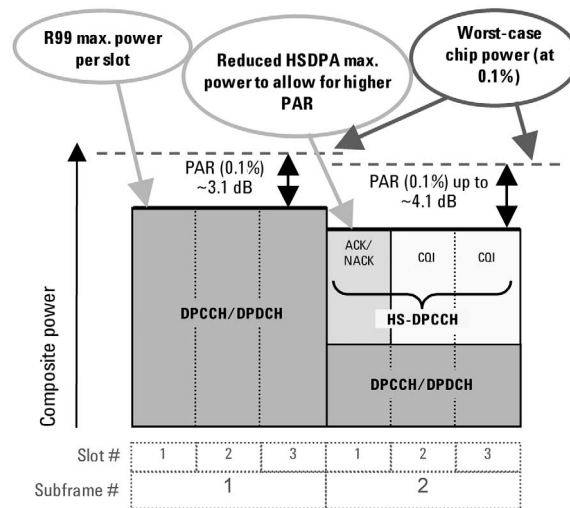 R99 max. power
per slot
Reduced HSDPA max.
power to allow for higher
PAR
Worst-case
chip power (at
0.1%)
Composite power
PAR (0.1%)
~3.1 dB
PAR (0.1%) up to
~4.1 dB
ACK/
NACK
CQI
CQI
DPCCH/DPDCH
HS-DPCCH
DPCCH/DPDCH
Slot # 1 2 3 1 2 3
Subframe # 1 2